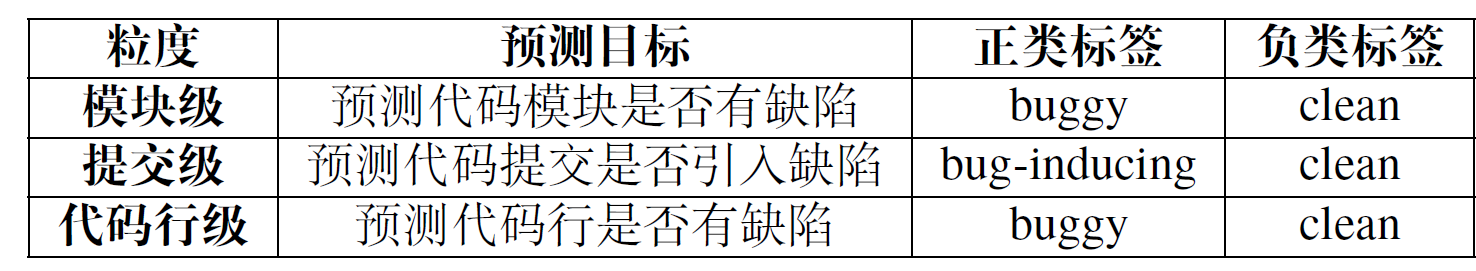 粒度 预测目标 正类标签 负类标签
模块级 预测代码模块是否有缺陷 buggy clean
提交级 预测代码提交是否引入缺陷 bug-inducing clean
代码行级 预测代码行是否有缺陷 buggy clean